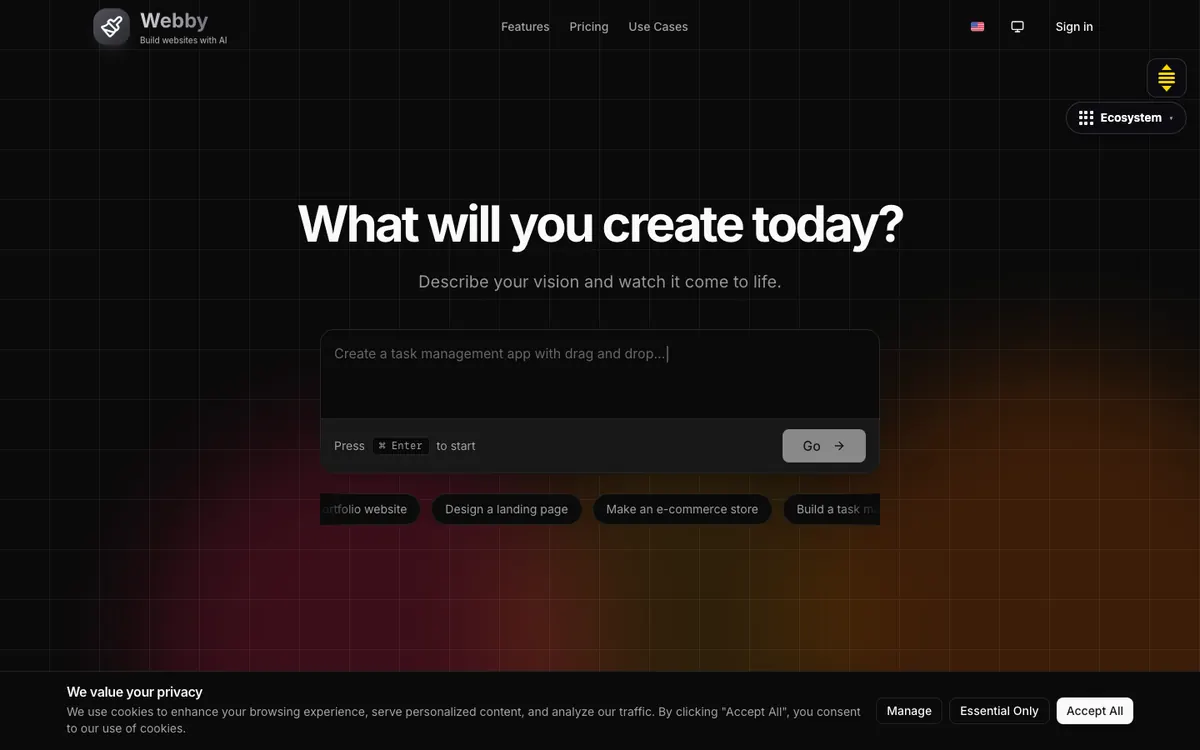 Webby
Build websites with AI
Features
Pricing
Use Cases
Sign in
Ecosystem
What will you create today?
Describe your vision and watch it come to life.
Create a task management app with drag and drop...|
Press ⌘ Enter to start
Go →
rtfolio website
Design a landing page
Make an e-commerce store
Build a task m
We value your privacy
We use cookies to enhance your browsing experience, serve personalized content, and analyze our traffic. By clicking "Accept All", you consent
to our use of cookies.
Manage
Essential Only
Accept All